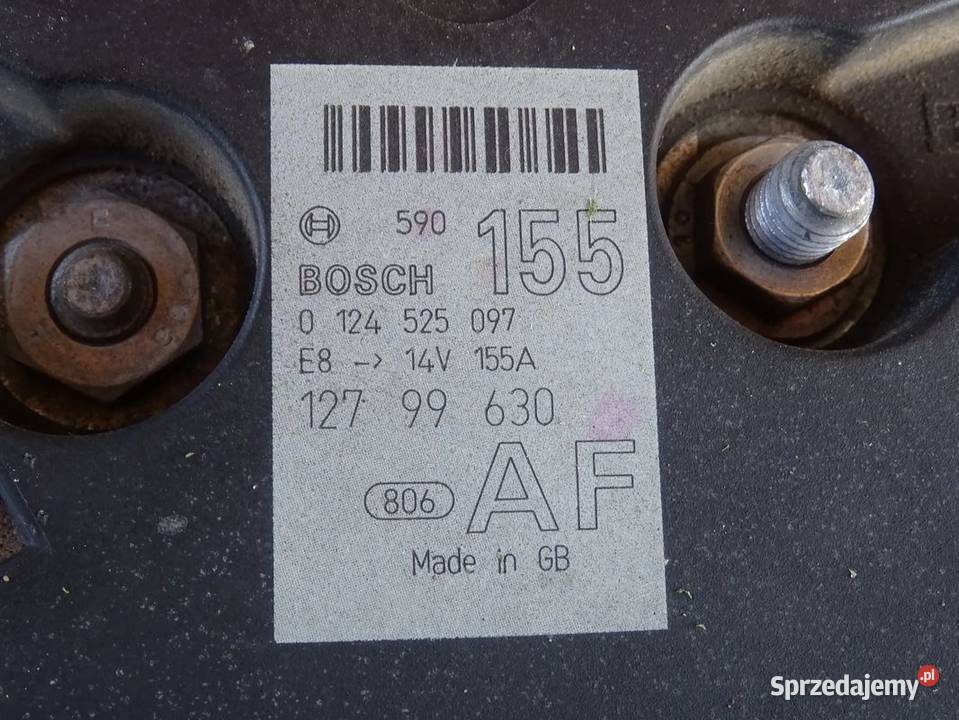 590 155
BOSCH
0 124 525 097
E8 -> 14V 155A
127 99 630
806 AF
Made in GB
Sprzedajemy.pl